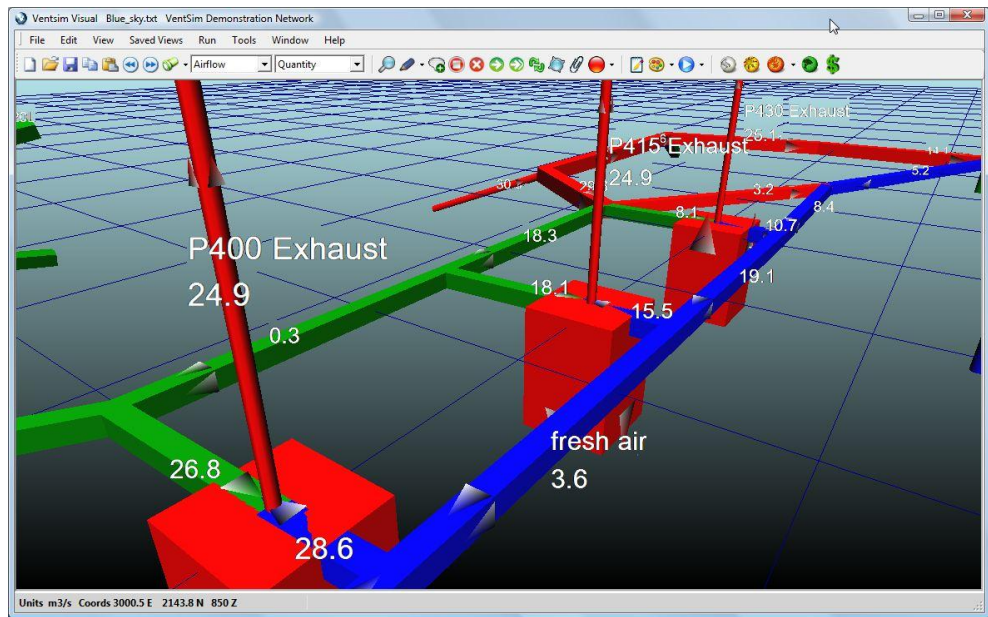 Ventsim Visual Blue_sky.txt VentSim Demonstration Network
File Edit View Saved Views Run Tools Window Help
Airflow Quantity
P430 Exhaust
25.1
P415 Exhaust
24.9
5.2
3.2
8.4
8.1
10.7
18.3
P400 Exhaust
24.9
19.1
18.1
15.5
0.3
fresh air
3.6
26.8
28.6
Units m3/s Coords 3000.5 E 2143.8 N 850 Z